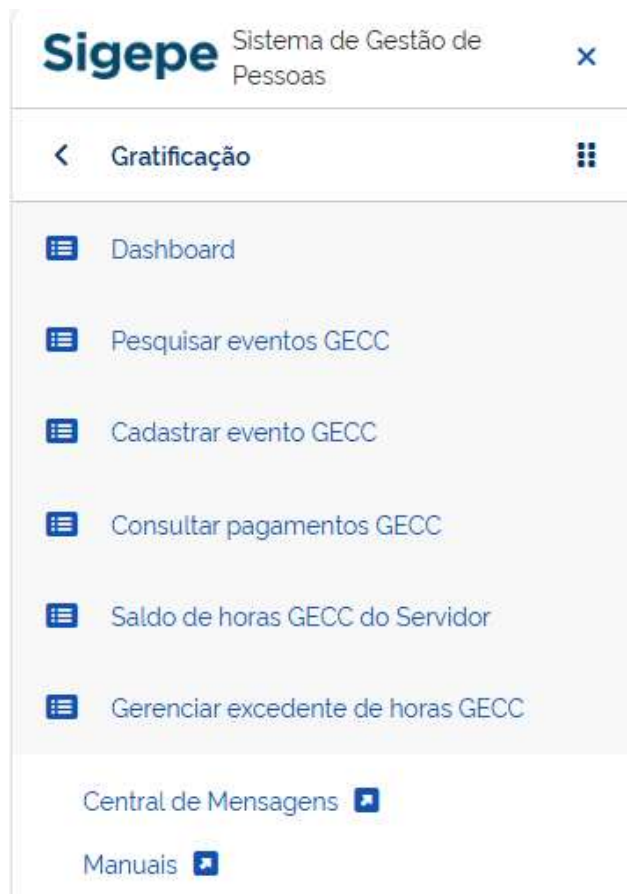 Sigepe Sistema de Gestão de
Pessoas
Gratificação
Dashboard
Pesquisar eventos GECC
Cadastrar evento GECC
Consultar pagamentos GECC
Saldo de horas GECC do Servidor
Gerenciar excedente de horas GECC
Central de Mensagens
Manuais